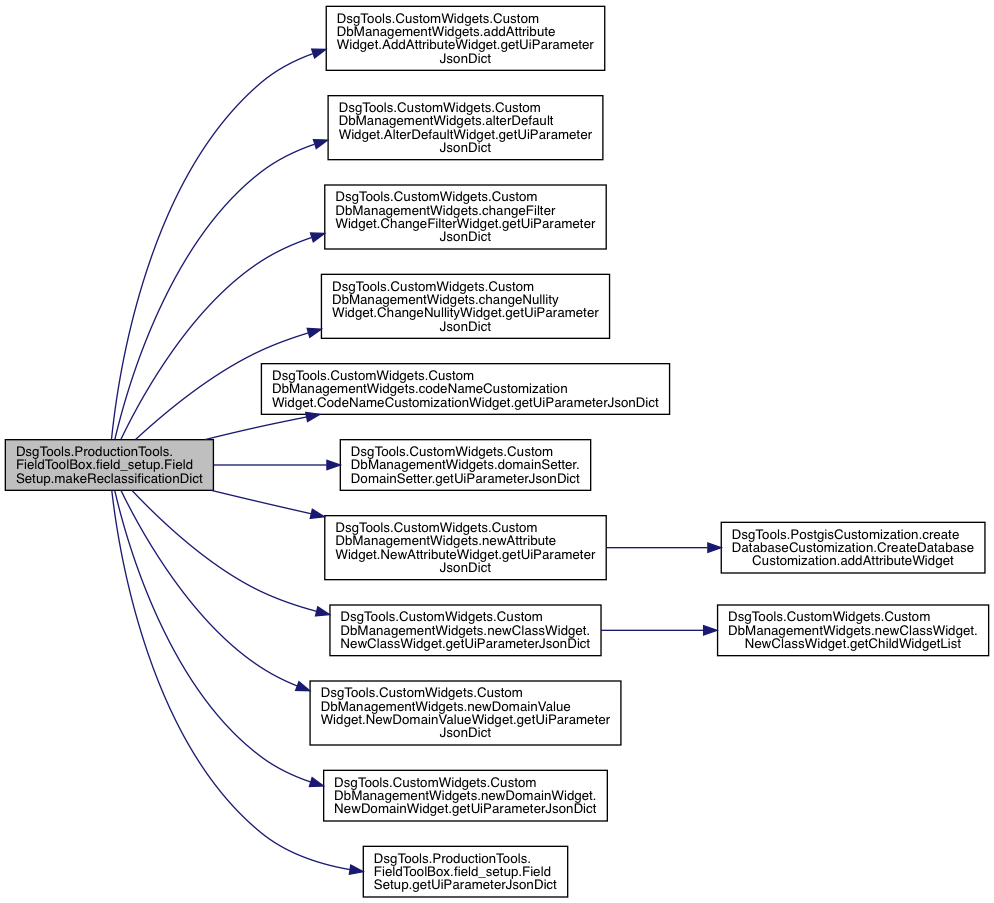 DsgTools.CustomWidgets.Custom
DbManagementWidgets.addAttribute
Widget.AddAttributeWidget.getUiParameter
JsonDict
DsgTools.CustomWidgets.Custom
DbManagementWidgets.alterDefault
Widget.AlterDefaultWidget.getUiParameter
JsonDict
DsgTools.CustomWidgets.Custom
DbManagementWidgets.changeFilter
Widget.ChangeFilterWidget.getUiParameter
JsonDict
DsgTools.CustomWidgets.Custom
DbManagementWidgets.changeNullity
Widget.ChangeNullityWidget.getUiParameter
JsonDict
DsgTools.CustomWidgets.Custom
DbManagementWidgets.codeNameCustomization
Widget.CodeNameCustomizationWidget.getUiParameterJsonDict
DsgTools.ProductionTools.
FieldToolBox.field_setup.Field
Setup.makeReclassificationDict
DsgTools.CustomWidgets.Custom
DbManagementWidgets.domainSetter.
DomainSetter.getUiParameterJsonDict
DsgTools.CustomWidgets.Custom
DbManagementWidgets.newAttribute
Widget.NewAttributeWidget.getUiParameter
JsonDict
DsgTools.PostgisCustomization.create
DatabaseCustomization.CreateDatabase
Customization.addAttributeWidget
DsgTools.CustomWidgets.Custom
DbManagementWidgets.newClassWidget.
NewClassWidget.getUiParameterJsonDict
DsgTools.CustomWidgets.Custom
DbManagementWidgets.newClassWidget.
NewClassWidget.getChildWidgetList
DsgTools.CustomWidgets.Custom
DbManagementWidgets.newDomainValue
Widget.NewDomainValueWidget.getUiParameter
JsonDict
DsgTools.CustomWidgets.Custom
DbManagementWidgets.newDomainWidget.
NewDomainWidget.getUiParameterJsonDict
DsgTools.ProductionTools.
FieldToolBox.field_setup.Field
Setup.getUiParameterJsonDict